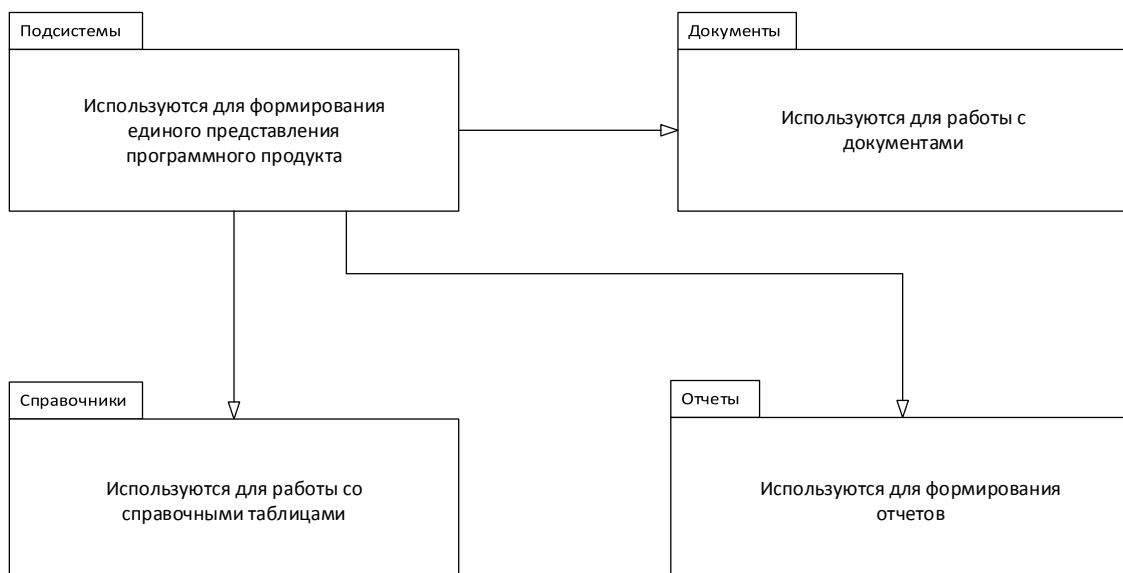 Подсистемы
Используются для формирования
единого представления
программного продукта
Документы
Используются для работы с
документами
Справочники
Используются для работы со
справочными таблицами
Отчеты
Используются для формирования
отчетов